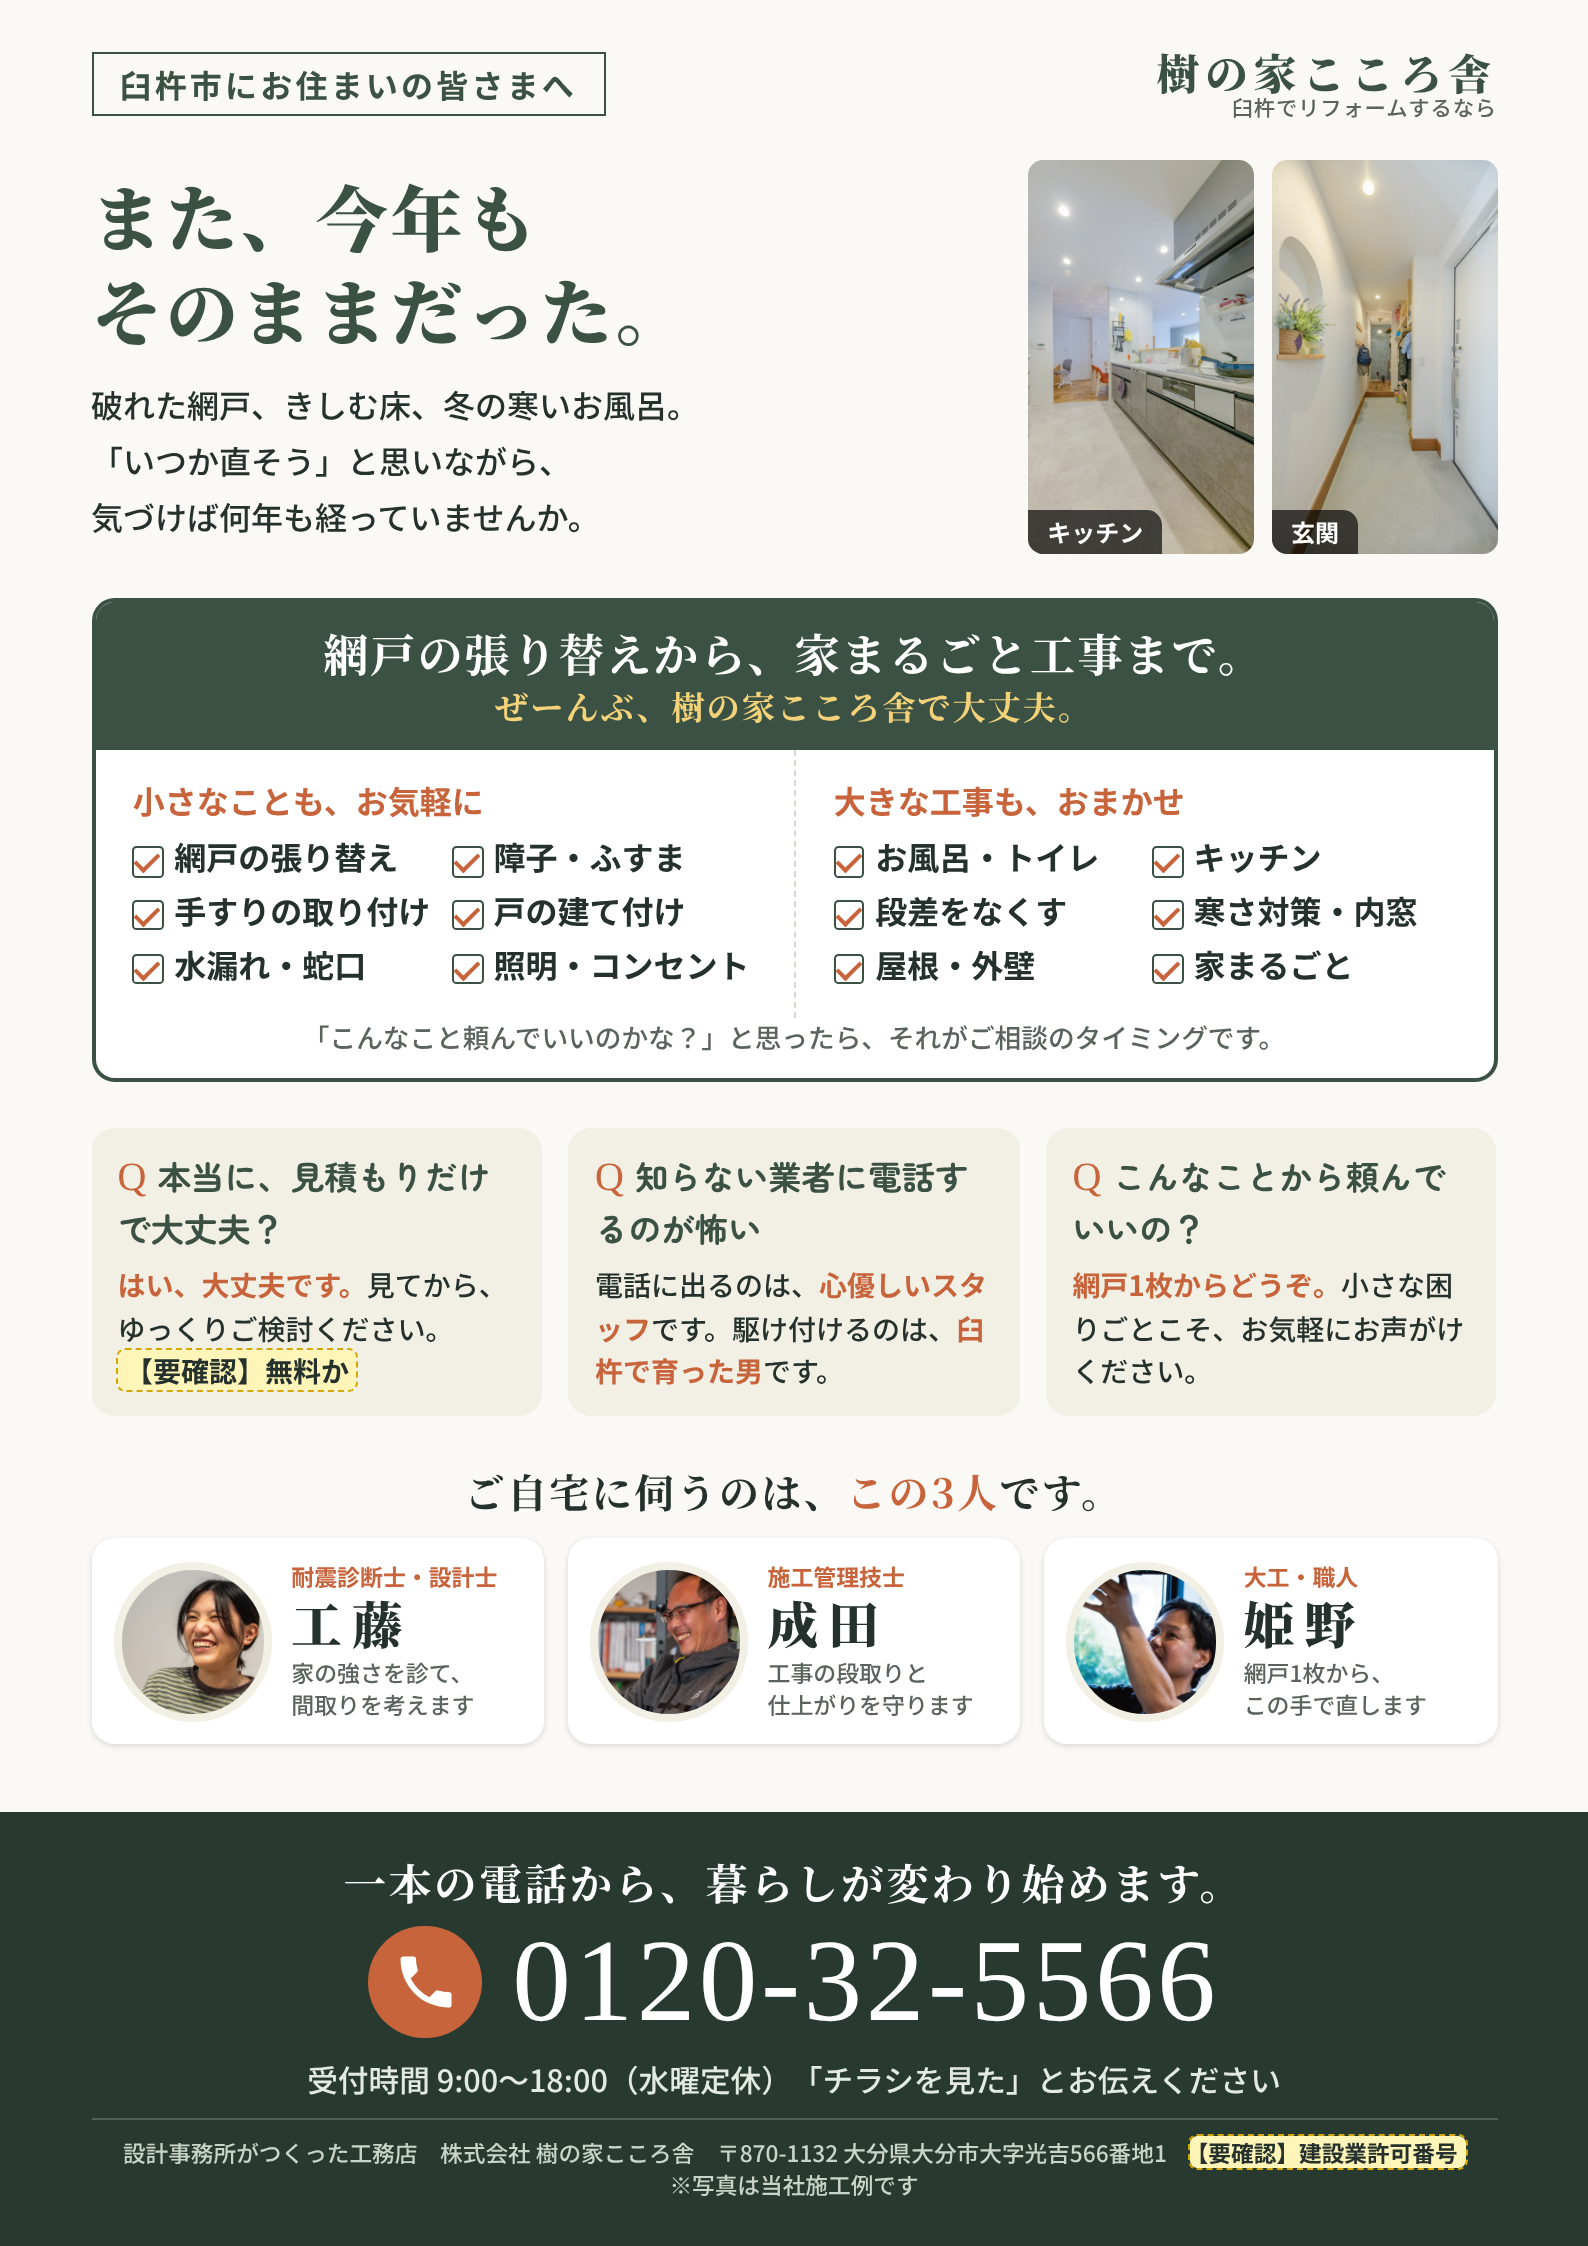 臼杵市にお住まいの皆さまへ
樹の家こころ舎
臼杵でリフォームするなら
また、今年も
そのままだった。
破れた網戸、きしむ床、冬の寒いお風呂。
「いつか直そう」と思いながら、
気づけば何年も経っていませんか。
キッチン
玄関
網戸の張り替えから、家まるごと工事まで。
ぜーんぶ、樹の家こころ舎で大丈夫。
小さなことも、お気軽に
網戸の張り替え
障子・ふすま
手すりの取り付け
戸の建て付け
水漏れ・蛇口
照明・コンセント
大きな工事も、おまかせ
お風呂・トイレ
キッチン
段差をなくす
寒さ対策・内窓
屋根・外壁
家まるごと
「こんなこと頼んでいいのかな？」と思ったら、それがご相談のタイミングです。
Q 本当に、見積もりだけ
で大丈夫？
はい、大丈夫です。見てから、
ゆっくりご検討ください。
【要確認】無料か
Q 知らない業者に電話す
るのが怖い
電話に出るのは、心優しいスタ
ッフです。駆け付けるのは、臼
杵で育った男です。
Q こんなことから頼んで
いいの？
網戸1枚からどうぞ。小さな困
りごとこそ、お気軽にお声がけ
ください。
ご自宅に伺うのは、この3人です。
耐震診断士・設計士
工藤
家の強さを診て、
間取りを考えます
施工管理技士
成田
工事の段取りと
仕上がりを守ります
大工・職人
姫野
網戸1枚から、
この手で直します
一本の電話から、暮らしが変わり始めます。
0120-32-5566
受付時間 9:00〜18:00（水曜定休）「チラシを見た」とお伝えください
設計事務所がつくった工務店　株式会社 樹の家こころ舎　〒870-1132 大分県大分市大字光吉566番地1　【要確認】建設業許可番号
※写真は当社施工例です